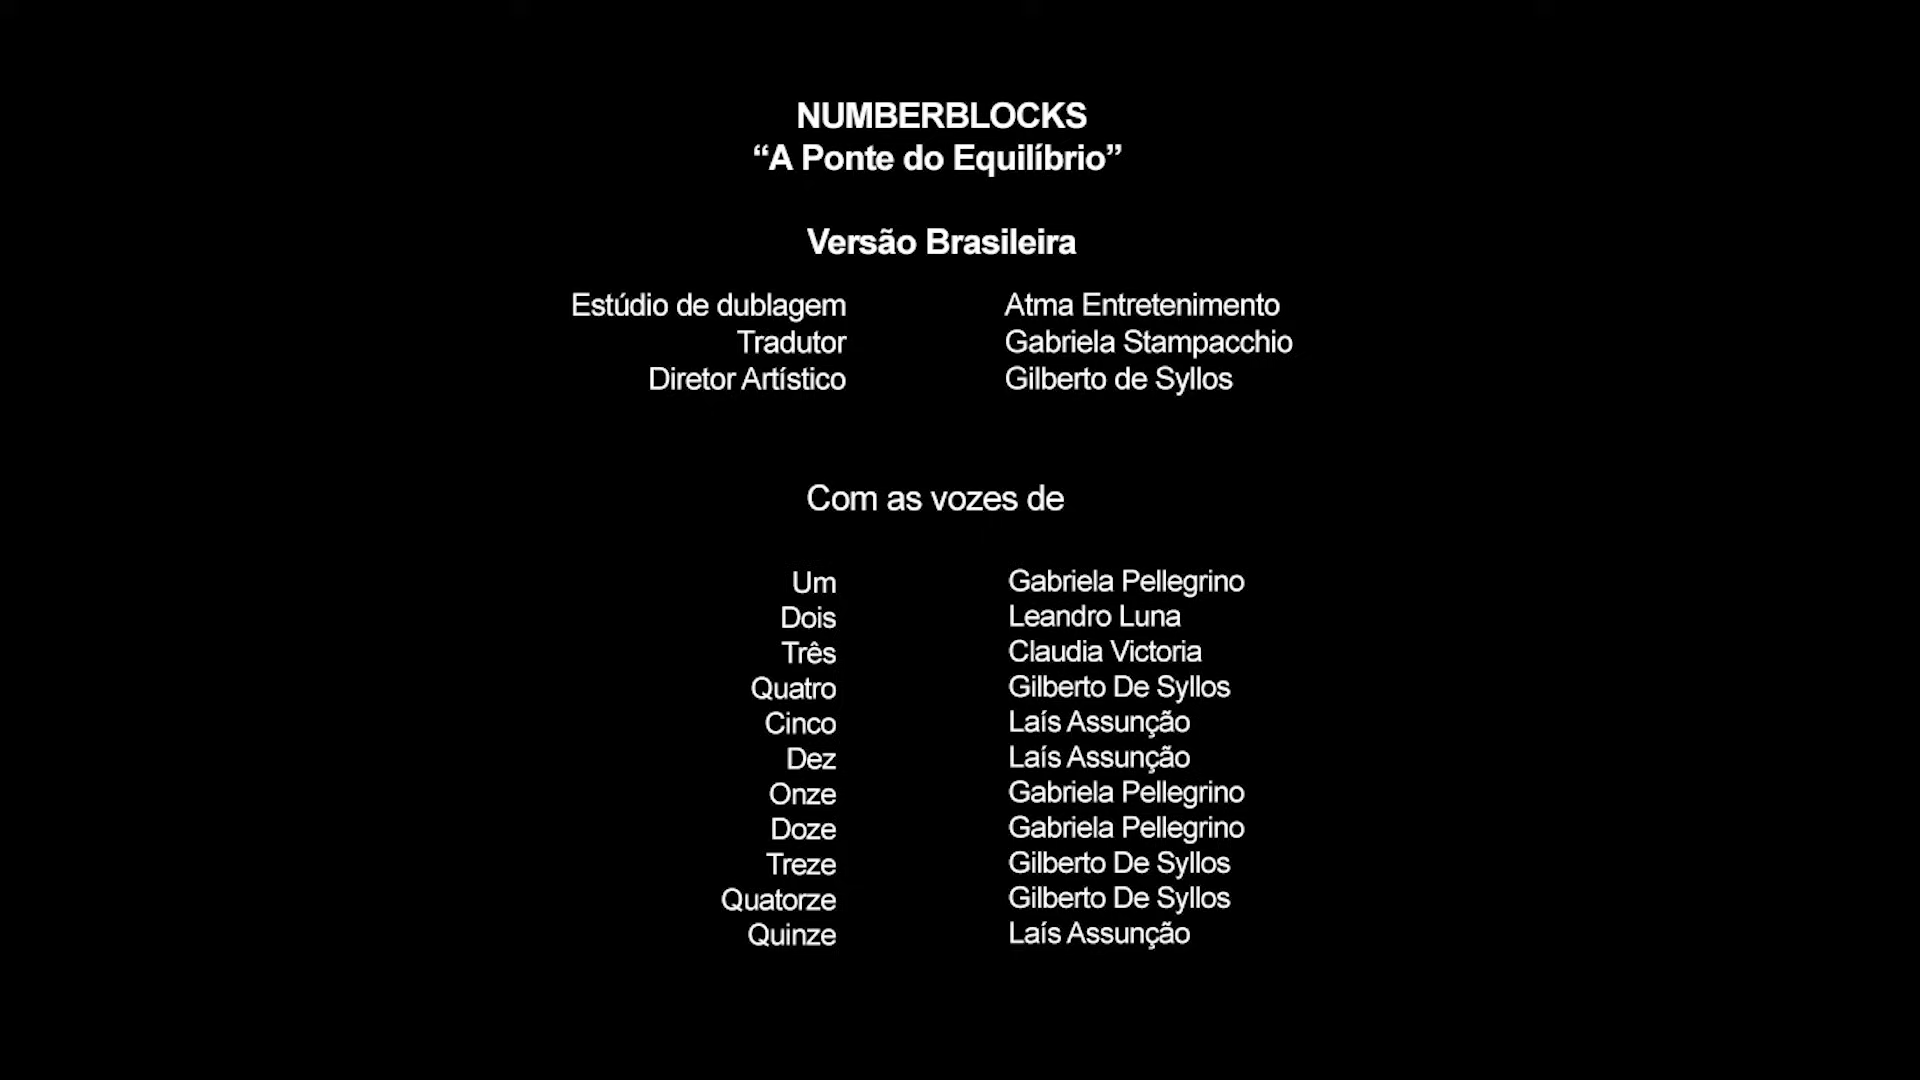 NUMBERBLOCKS
“A Ponte do Equilíbrio”
Versão Brasileira
Estúdio de dublagem Atma Entretenimento
Tradutor Gabriela Stampacchio
Diretor Artístico Gilberto de Syllos
Com as vozes de
Um Gabriela Pellegrino
Dois Leandro Luna
Três Claudia Victoria
Quatro Gilberto De Syllos
Cinco Laís Assunção
Dez Laís Assunção
Onze Gabriela Pellegrino
Doze Gabriela Pellegrino
Treze Gilberto De Syllos
Quatorze Gilberto De Syllos
Quinze Laís Assunção